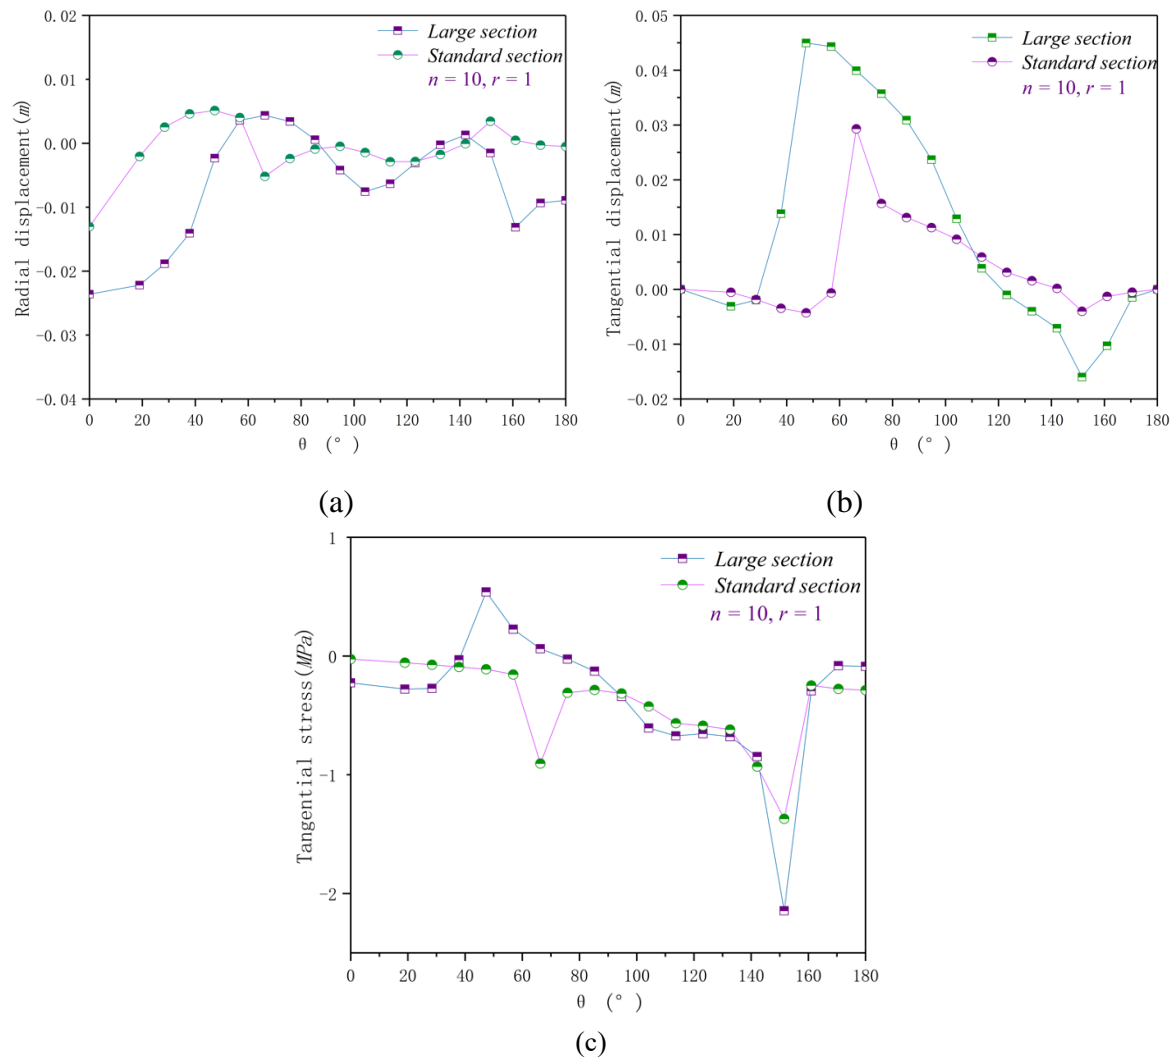 0.02
0.01
0.00
-0.01
-0.02
-0.03
-0.04
Radial displacement(m)
Large section
Standard section
n = 10, r = 1
0 20 40 60 80 100 120 140 160 180
θ (°)
(a)
0.05
0.04
0.03
0.02
0.01
0.00
-0.01
-0.02
Tangential displacement(m)
Large section
Standard section
n = 10, r = 1
0 20 40 60 80 100 120 140 160 180
θ (°)
(b)
1
0
-1
-2
Tangential stress(MPa)
Large section
Standard section
n = 10, r = 1
0 20 40 60 80 100 120 140 160 180
θ (°)
(c)